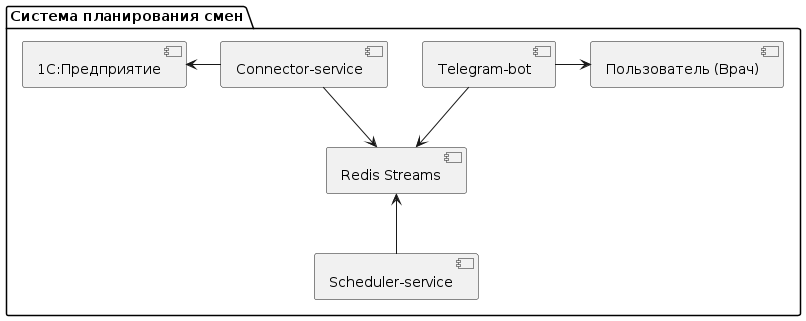 Система планирования смен
1С:Предприятие
Connector-service
Telegram-bot
Пользователь (Врач)
Redis Streams
Scheduler-service